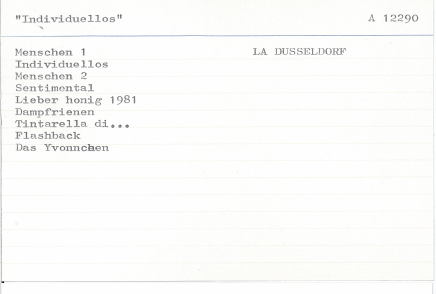 "Individuellos" A 12290
Menschen 1 LA DUSSELDORF
Individuellos
Menschen 2
Sentimental
Lieber honig 1981
Dampfrienen
Tintarella di...
Flashback
Das Yvonnchen